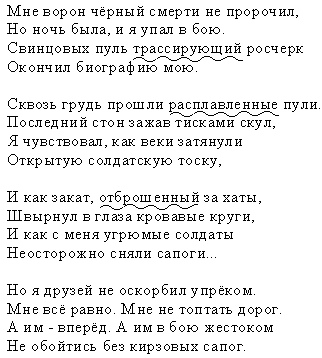 Мне ворон чёрный смерти не пророчил,
Но ночь была, и я упал в бою.
Свинцовых пуль трассирующий росчерк
Окончил биографию мою.

Сквозь грудь прошли расплавленные пули.
Последний стон зажав тисками скул,
Я чувствовал, как веки затянули
Открытую солдатскую тоску,

И как закат, отброшенный за хаты,
Швырнул в глаза кровавые круги,
И как с меня угрюмые солдаты
Неосторожно сняли сапоги...

Но я друзей не оскорбил упрёком.
Мне всё равно. Мне не топтать дорог.
А им - вперёд. А им в бою жестоком
Не обойтись без кирзовых сапог.